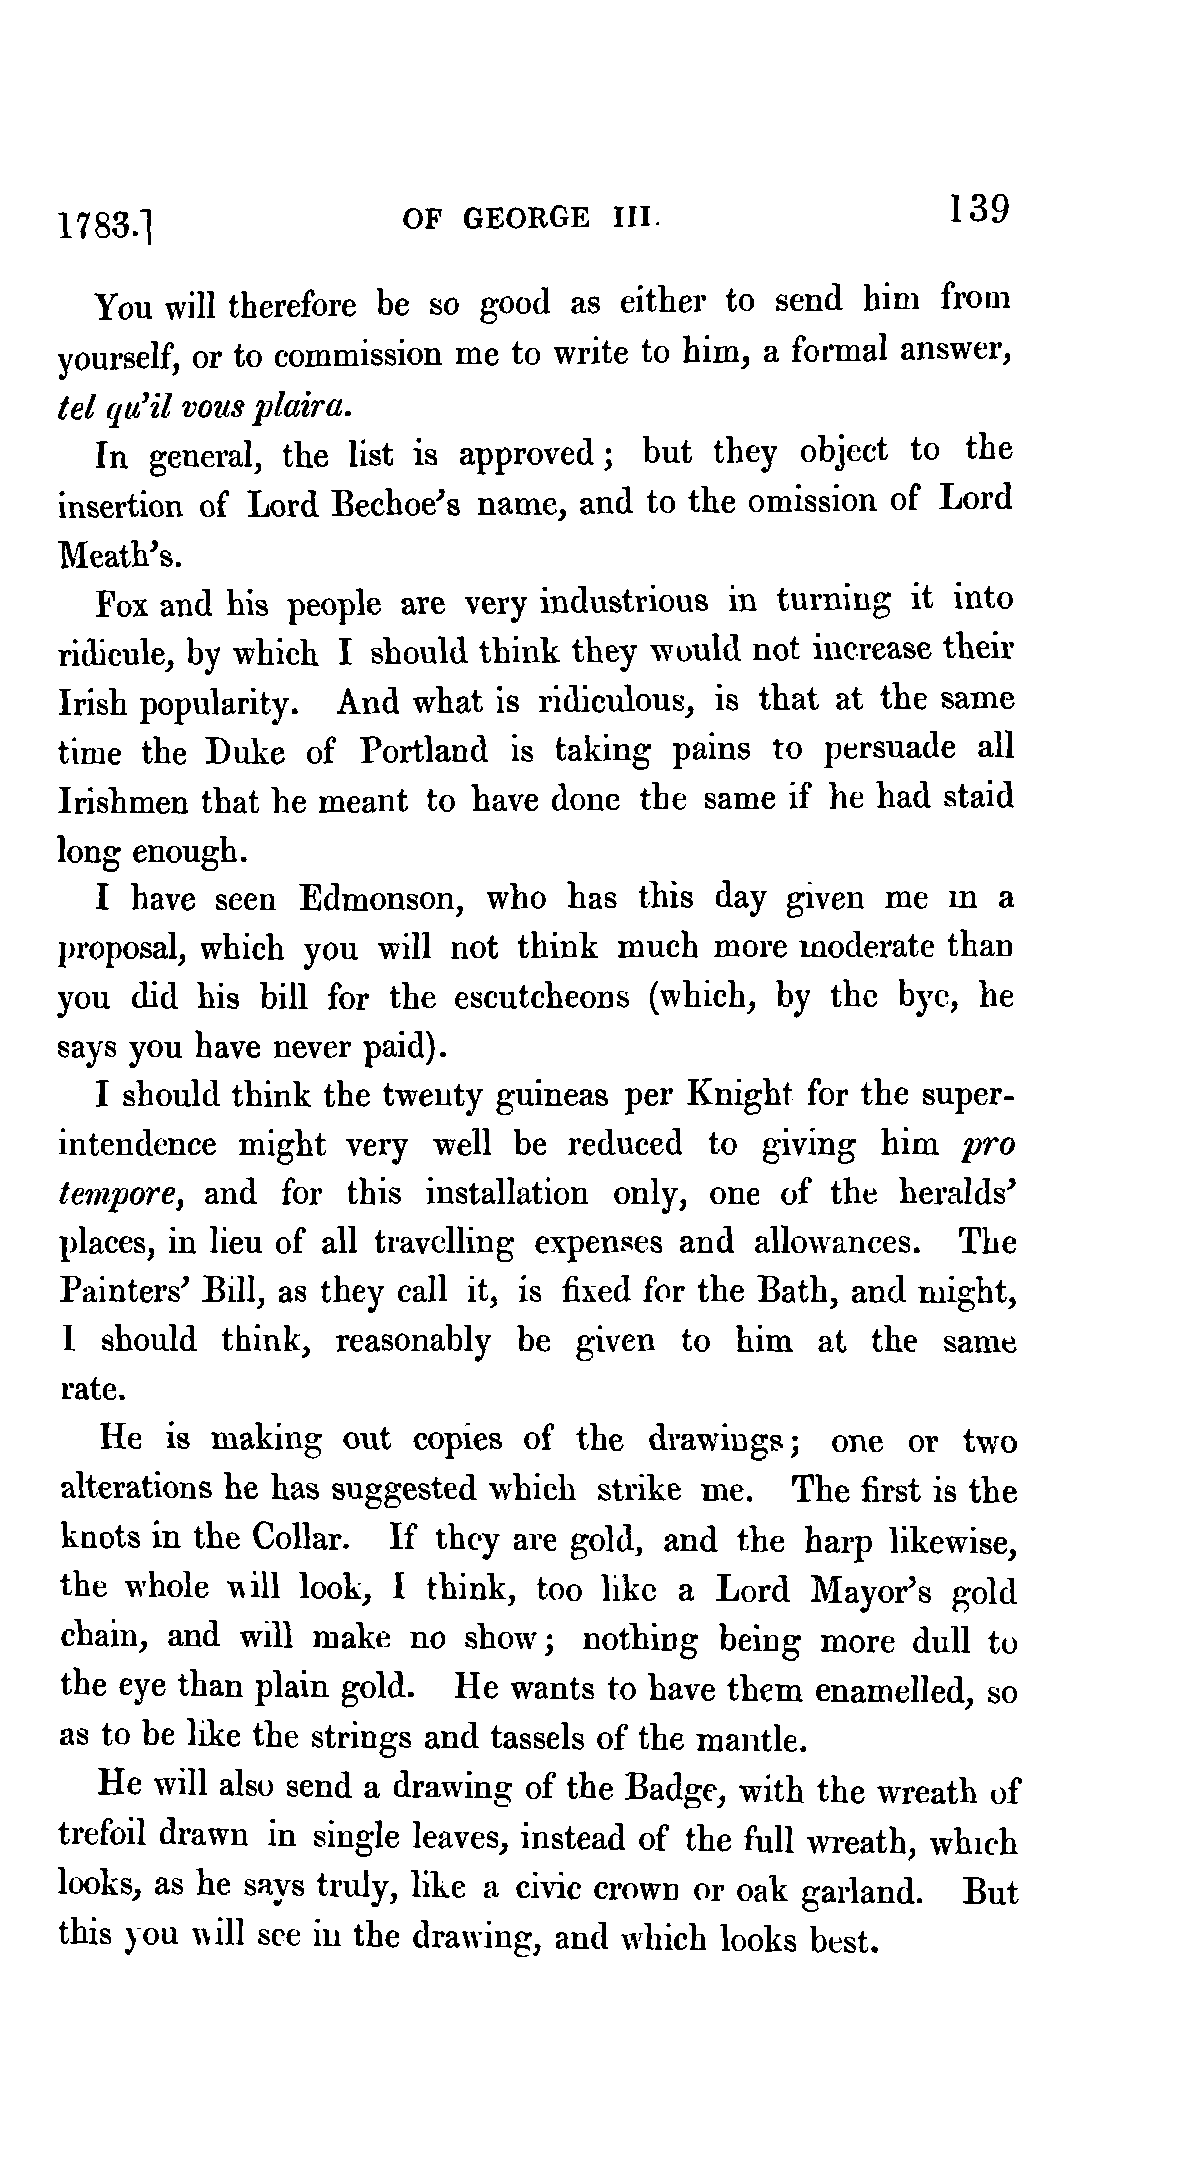 1783.] OF GEORGE III. 139
You will therefore be so good as either to send him from
yourself, or to commission me to write to him, a formal answer,
tel qu'il vous plaira.
In general, the list is approved; but they object to the
insertion of Lord Bechoe's name, and to the omission of Lord
Meath's.
Fox and his people are very industrious in turning it into
ridicule, by which I should think they would not increase their
Irish popularity. And what is ridiculous, is that at the same
time the Duke of Portland is taking pains to persuade all
Irishmen that he meant to have done the same if he had staid
long enough.
I have seen Edmonson, who has this day given me in a
proposal, which you will not think much more moderate than
you did his bill for the escutcheons (which, by the bye, he
says you have never paid).
I should think the twenty guineas per Knight for the super-
intendence might very well be reduced to giving him pro
tempore, and for this installation only, one of the heralds'
places, in lieu of all travelling expenses and allowances. The
Painters' Bill, as they call it, is fixed for the Bath, and might,
I should think, reasonably be given to him at the same
rate.
He is making out copies of the drawings; one or two
alterations he has suggested which strike me. The first is the
knots in the Collar. If they are gold, and the harp likewise,
the whole will look, I think, too like a Lord Mayor's gold
chain, and will make no show; nothing being more dull to
the eye than plain gold. He wants to have them enamelled, so
as to be like the strings and tassels of the mantle.
He will also send a drawing of the Badge, with the wreath of
trefoil drawn in single leaves, instead of the full wreath, which
looks, as he says truly, like a civic crown or oak garland. But
this you will see in the drawing, and which looks best.